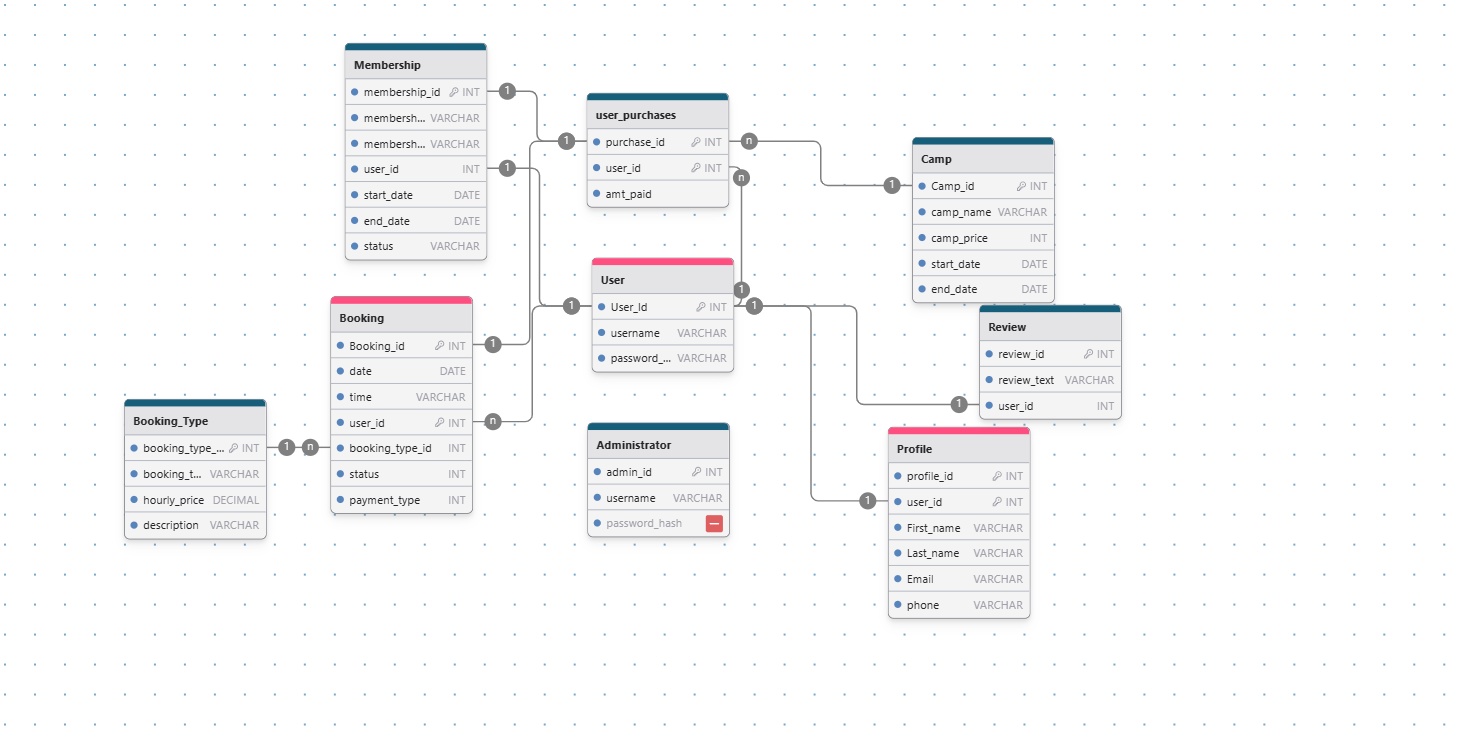 Membership
membership_id INT
membersh... VARCHAR
membersh... VARCHAR
user_id INT
start_date DATE
end_date DATE
status VARCHAR
1
1
user_purchases
purchase_id INT
user_id INT
amt_paid
1
n
n
Camp
Camp_id INT
camp_name VARCHAR
camp_price INT
start_date DATE
end_date DATE
1
User
User_Id INT
username VARCHAR
password_... VARCHAR
1
1
1
Booking
Booking_id INT
date DATE
time VARCHAR
user_id INT
booking_type_id INT
status INT
payment_type INT
1
n
Review
review_id INT
review_text VARCHAR
user_id INT
1
Booking_Type
booking_type_... INT
booking_t... VARCHAR
hourly_price DECIMAL
description VARCHAR
1
n
Administrator
admin_id INT
username VARCHAR
password_hash
Profile
profile_id INT
user_id INT
First_name VARCHAR
Last_name VARCHAR
Email VARCHAR
phone VARCHAR
1